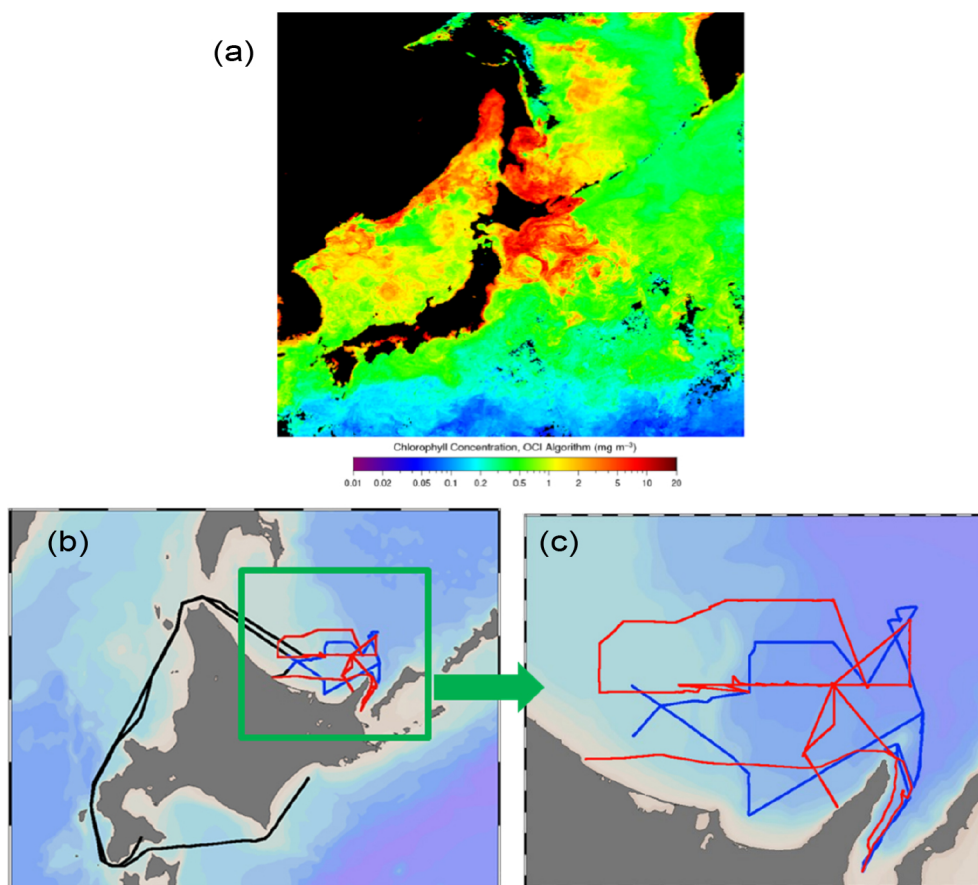 (a)
Chlorophyll Concentration, OCI Algorithm (mg m⁻³)
0.01 0.02 0.05 0.1 0.2 0.5 1 2 5 10 20
(b)
(c)